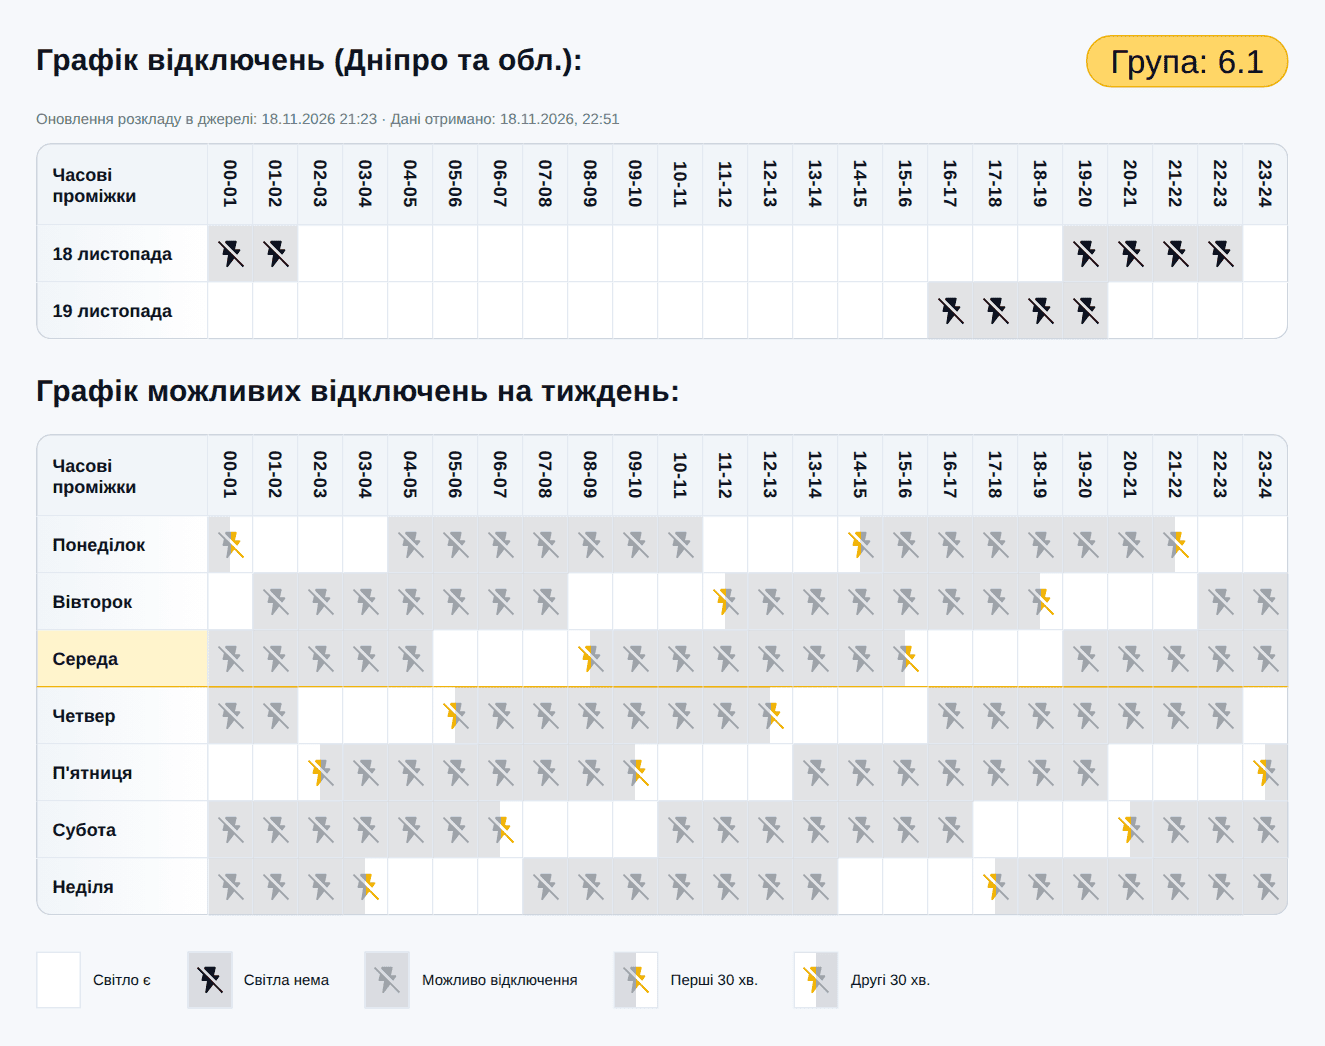 Графік відключень (Дніпро та обл.):
Група: 6.1
Оновлення розкладу в джерелі: 18.11.2026 21:23 · Дані отримано: 18.11.2026, 22:51
Часові
проміжки
00-01 01-02 02-03 03-04 04-05 05-06 06-07 07-08 08-09 09-10 10-11 11-12 12-13 13-14 14-15 15-16 16-17 17-18 18-19 19-20 20-21 21-22 22-23 23-24
18 листопада
19 листопада
Графік можливих відключень на тиждень:
Часові
проміжки
00-01 01-02 02-03 03-04 04-05 05-06 06-07 07-08 08-09 09-10 10-11 11-12 12-13 13-14 14-15 15-16 16-17 17-18 18-19 19-20 20-21 21-22 22-23 23-24
Понеділок
Вівторок
Середа
Четвер
П'ятниця
Субота
Неділя
Світло є
Світла нема
Можливо відключення
Перші 30 хв.
Другі 30 хв.